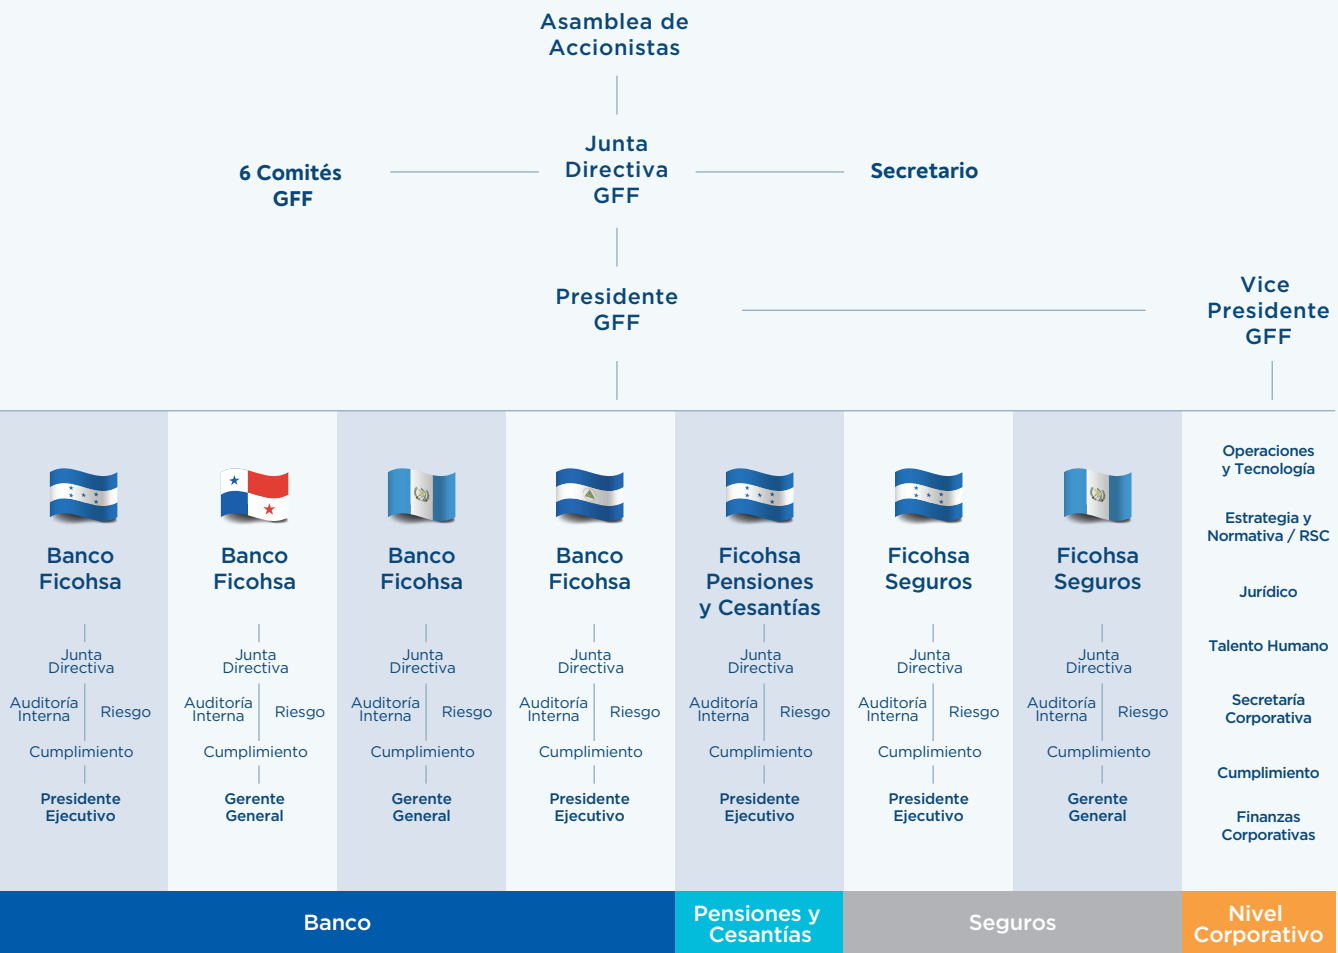 Asamblea de
Accionistas
Junta
Directiva
GFF
6 Comités
GFF
Secretario
Presidente
GFF
Vice
Presidente
GFF
Banco
Ficohsa
Junta
Directiva
Auditoría
Interna
Riesgo
Cumplimiento
Presidente
Ejecutivo
Banco
Ficohsa
Junta
Directiva
Auditoría
Interna
Riesgo
Cumplimiento
Gerente
General
Banco
Ficohsa
Junta
Directiva
Auditoría
Interna
Riesgo
Cumplimiento
Gerente
General
Banco
Ficohsa
Junta
Directiva
Auditoría
Interna
Riesgo
Cumplimiento
Presidente
Ejecutivo
Ficohsa
Pensiones
y Cesantías
Junta
Directiva
Auditoría
Interna
Riesgo
Cumplimiento
Presidente
Ejecutivo
Ficohsa
Seguros
Junta
Directiva
Auditoría
Interna
Riesgo
Cumplimiento
Presidente
Ejecutivo
Ficohsa
Seguros
Junta
Directiva
Auditoría
Interna
Riesgo
Cumplimiento
Gerente
General
Operaciones
y Tecnología
Estrategia y
Normativa / RSC
Jurídico
Talento Humano
Secretaría
Corporativa
Cumplimiento
Finanzas
Corporativas
Banco
Pensiones y
Cesantías
Seguros
Nivel
Corporativo